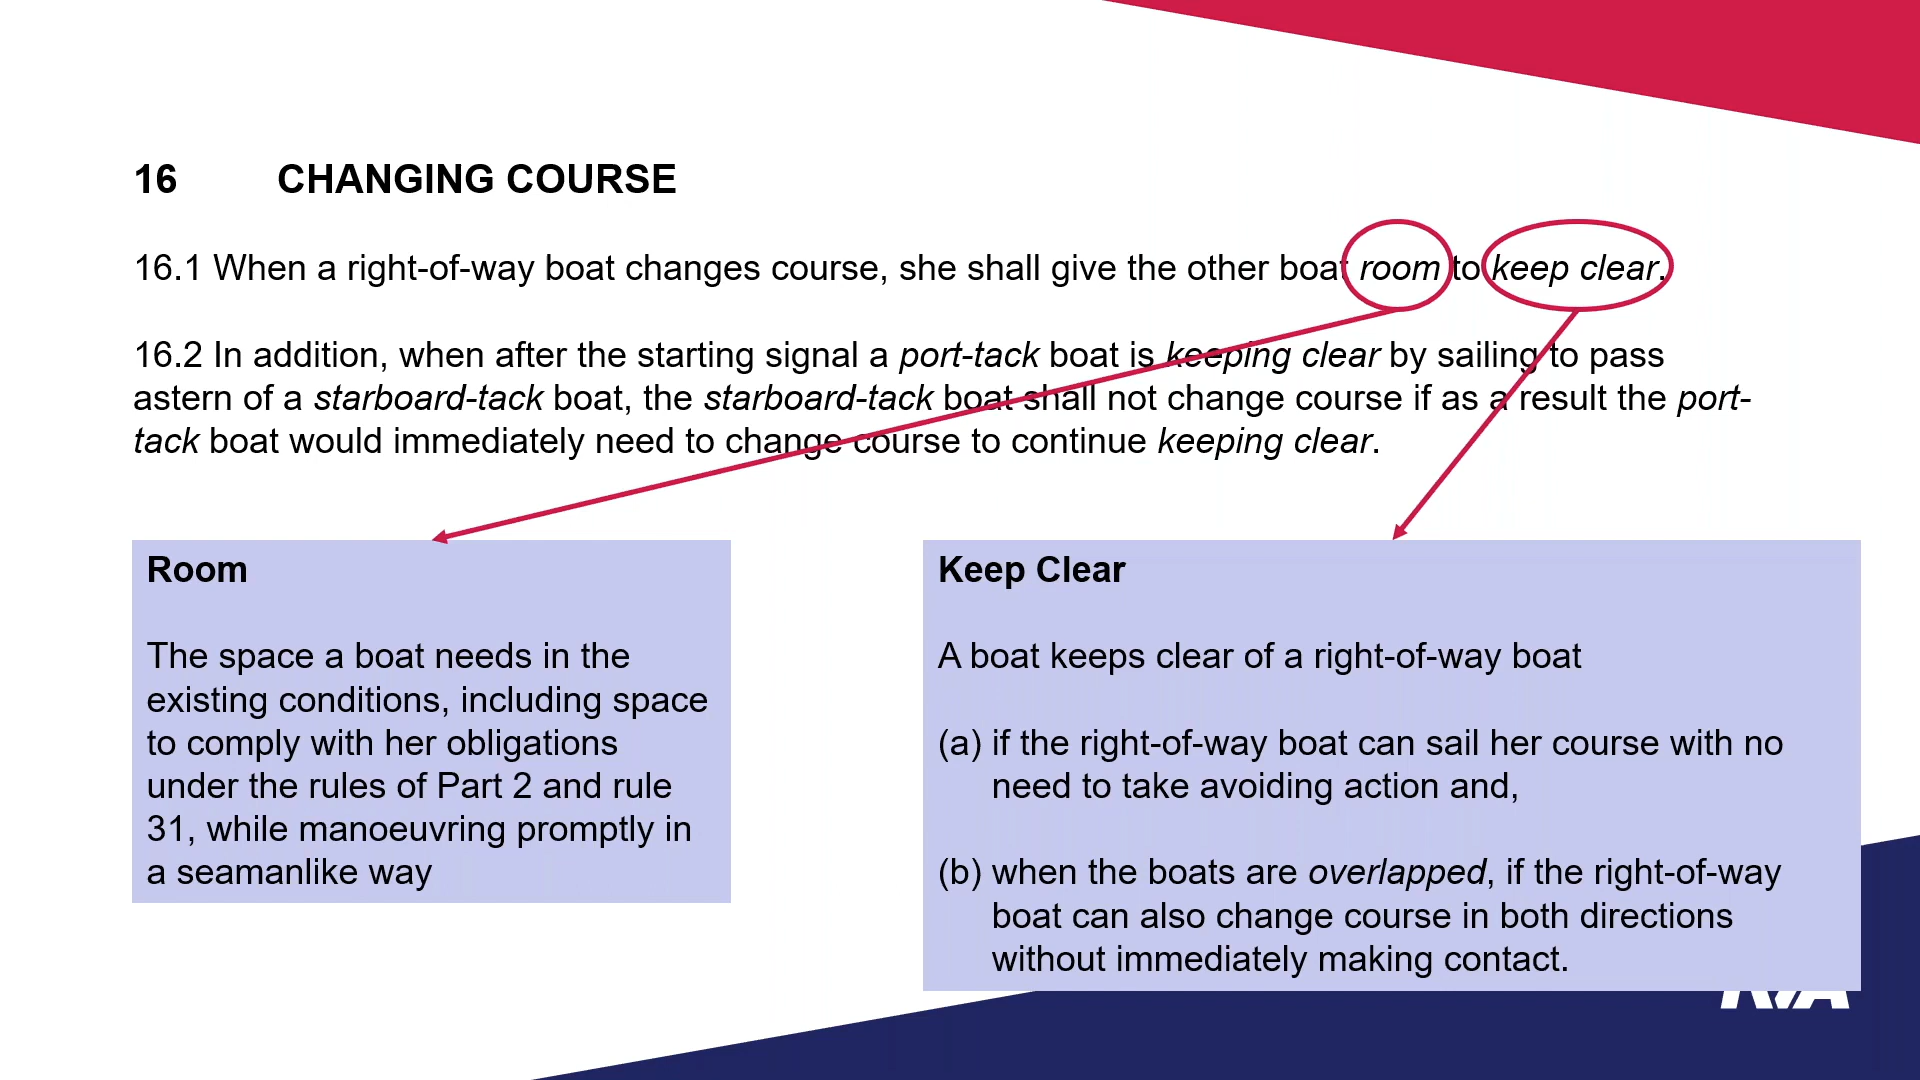 16 CHANGING COURSE
16.1 When a right-of-way boat changes course, she shall give the other boat room to keep clear.
16.2 In addition, when after the starting signal a port-tack boat is keeping clear by sailing to pass
astern of a starboard-tack boat, the starboard-tack boat shall not change course if as a result the port-
tack boat would immediately need to change course to continue keeping clear.
Room
The space a boat needs in the
existing conditions, including space
to comply with her obligations
under the rules of Part 2 and rule
31, while manoeuvring promptly in
a seamanlike way
Keep Clear
A boat keeps clear of a right-of-way boat
(a) if the right-of-way boat can sail her course with no
need to take avoiding action and,
(b) when the boats are overlapped, if the right-of-way
boat can also change course in both directions
without immediately making contact.